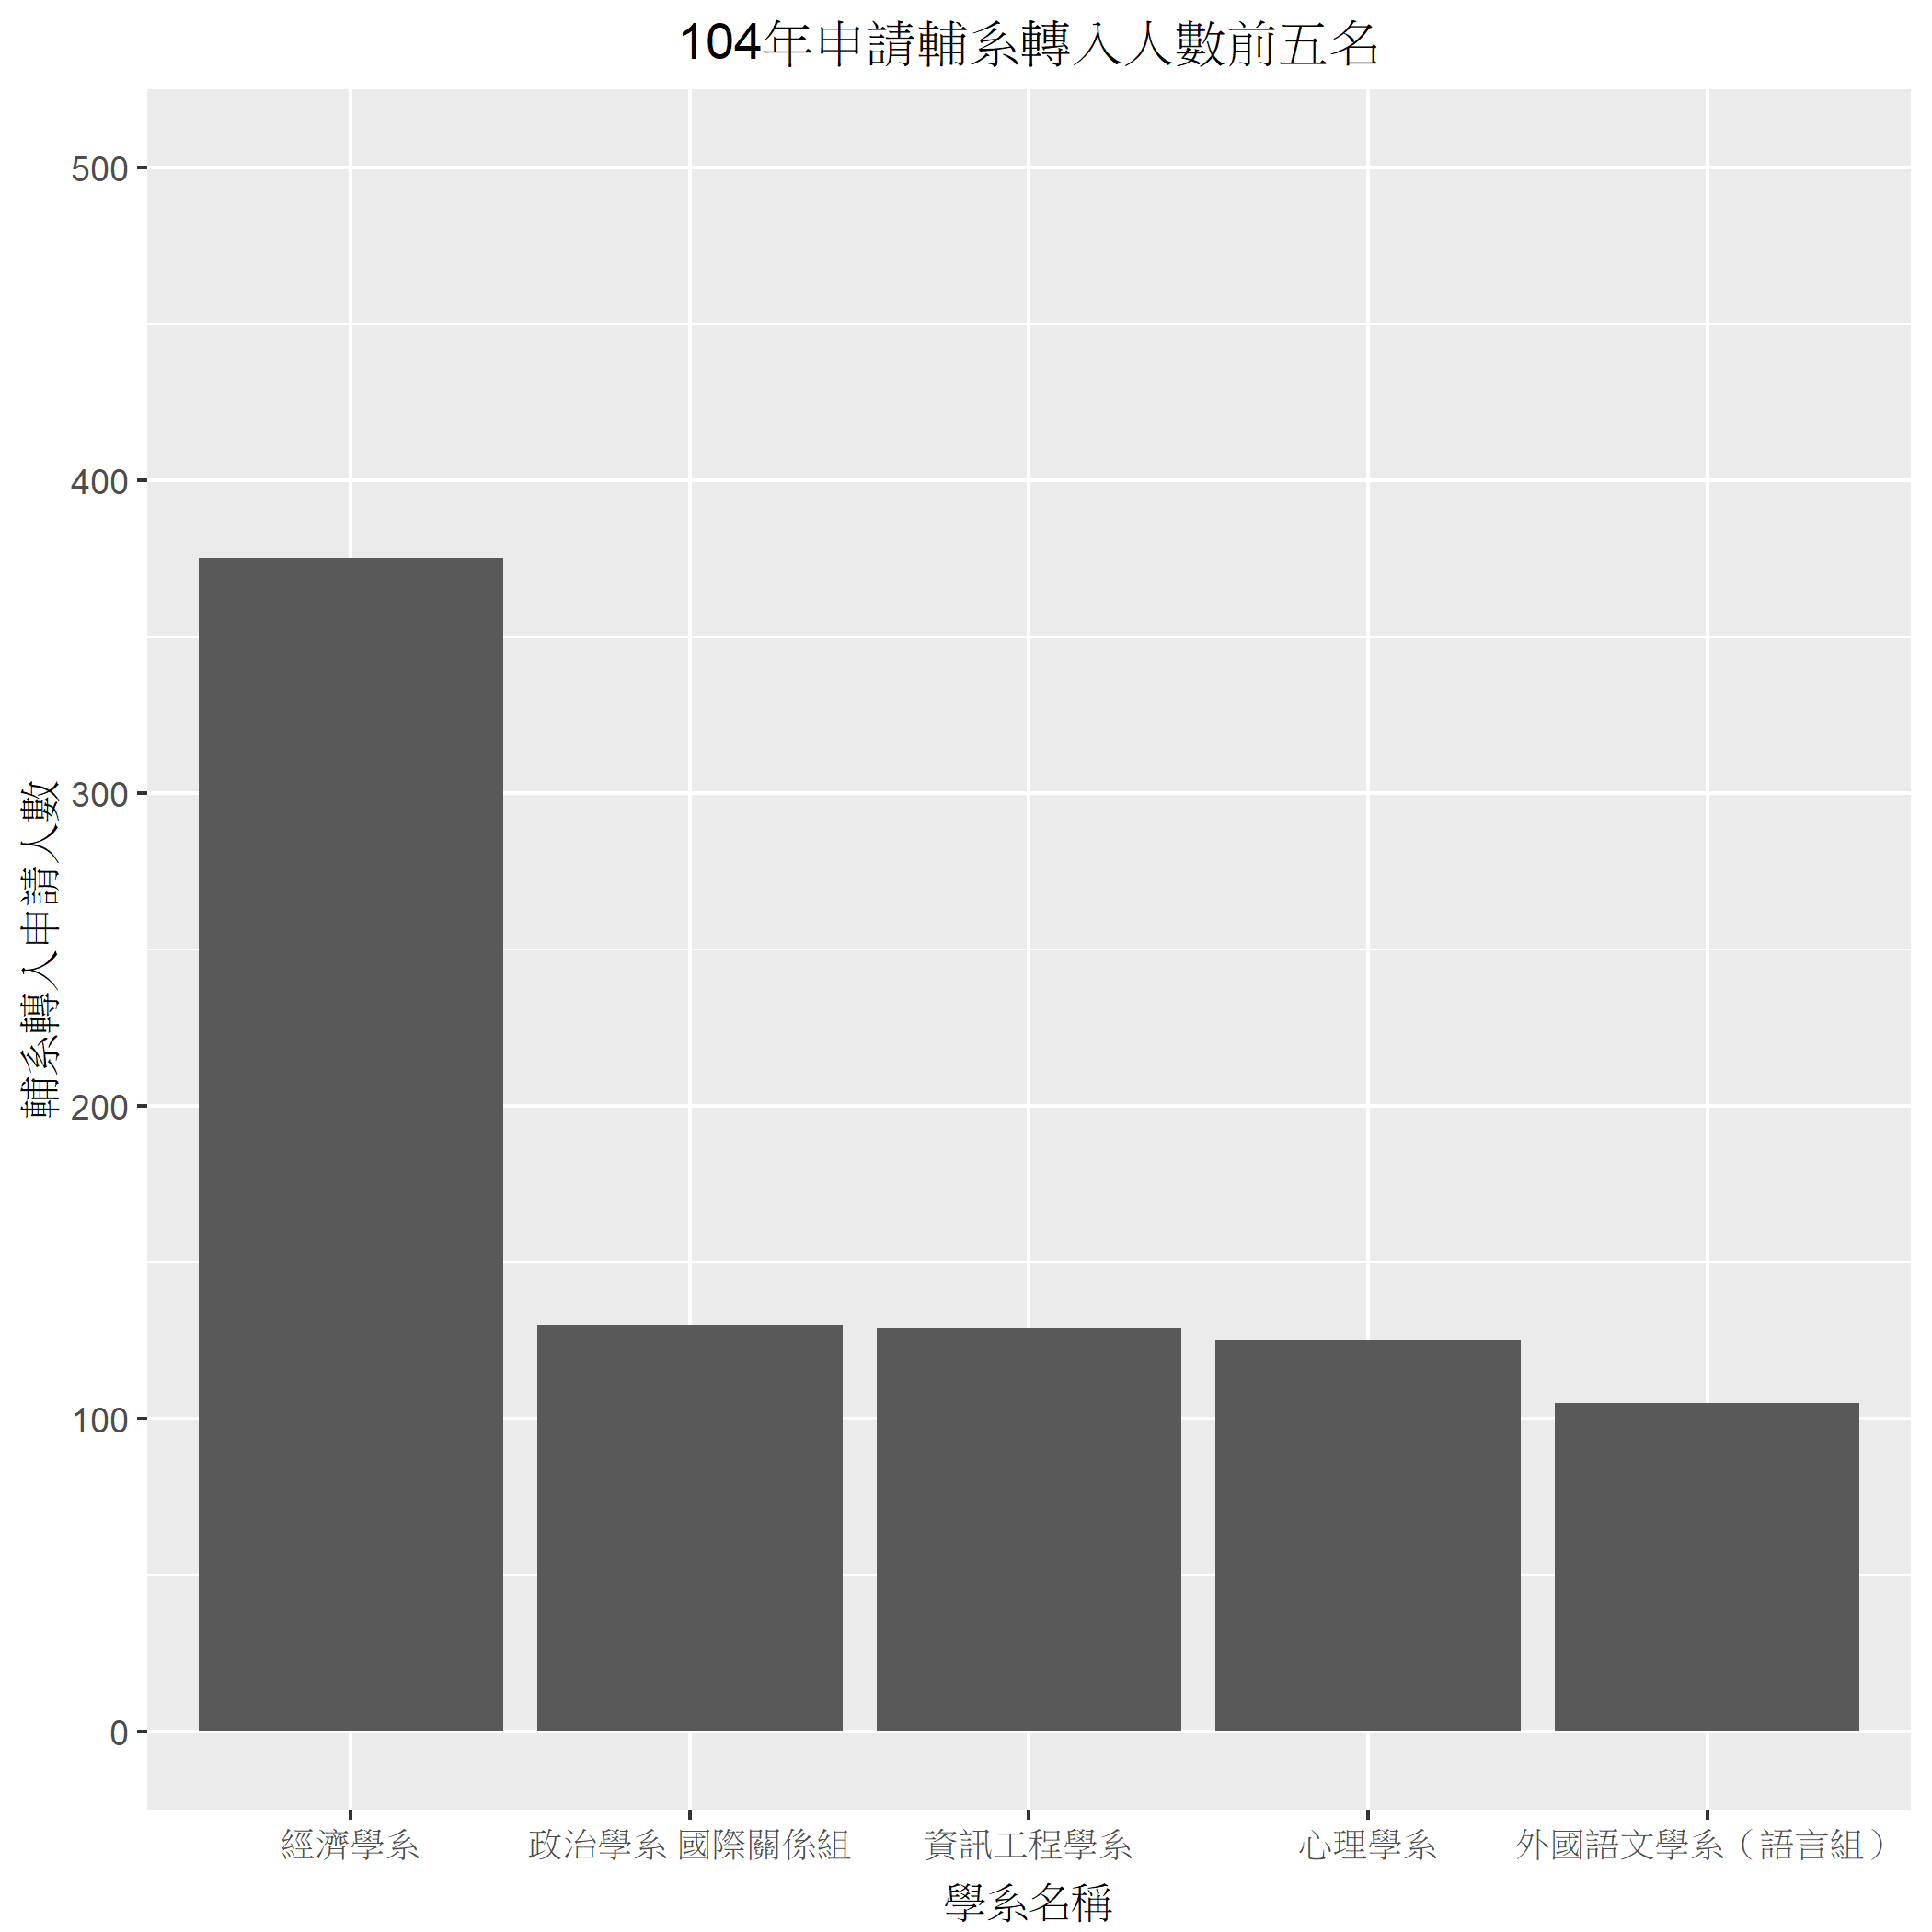 104年申請輔系轉入人數前五名
輔系轉入申請人數
500
400
300
200
100
0
經濟學系
政治學系 國際關係組
資訊工程學系
心理學系
外國語文學系（語言組）
學系名稱